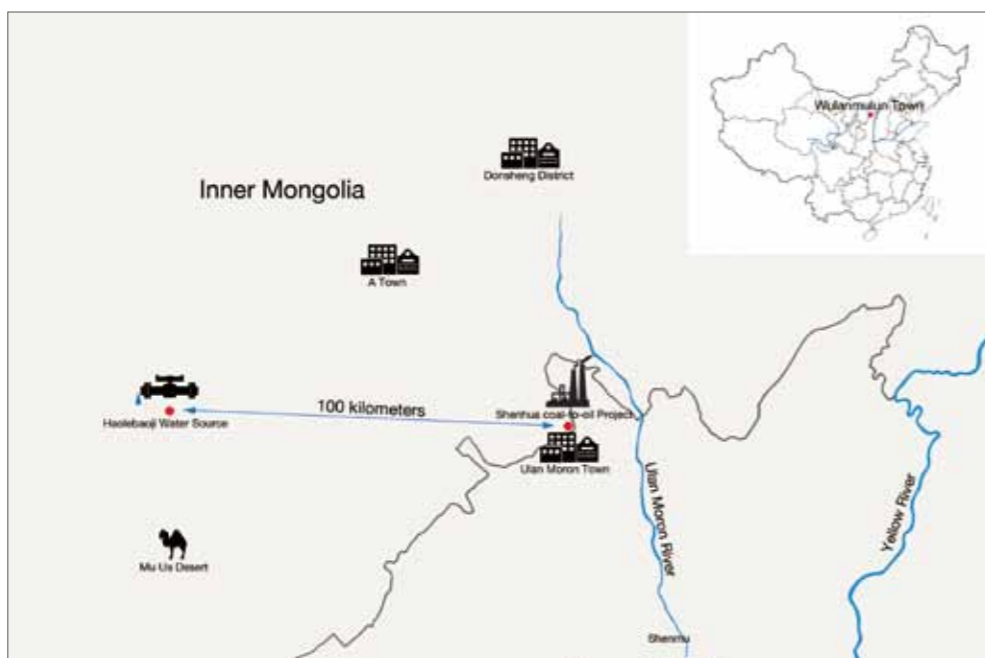 Wulanmulun Town
Donsheng District
Inner Mongolia
A Town
100 kilometers
Haolebaoji Water Source
Shenhua coal-to-oil Project
Ulan Moron Town
Ulan Moron River
Yellow River
Mu Us Desert
Shenmu